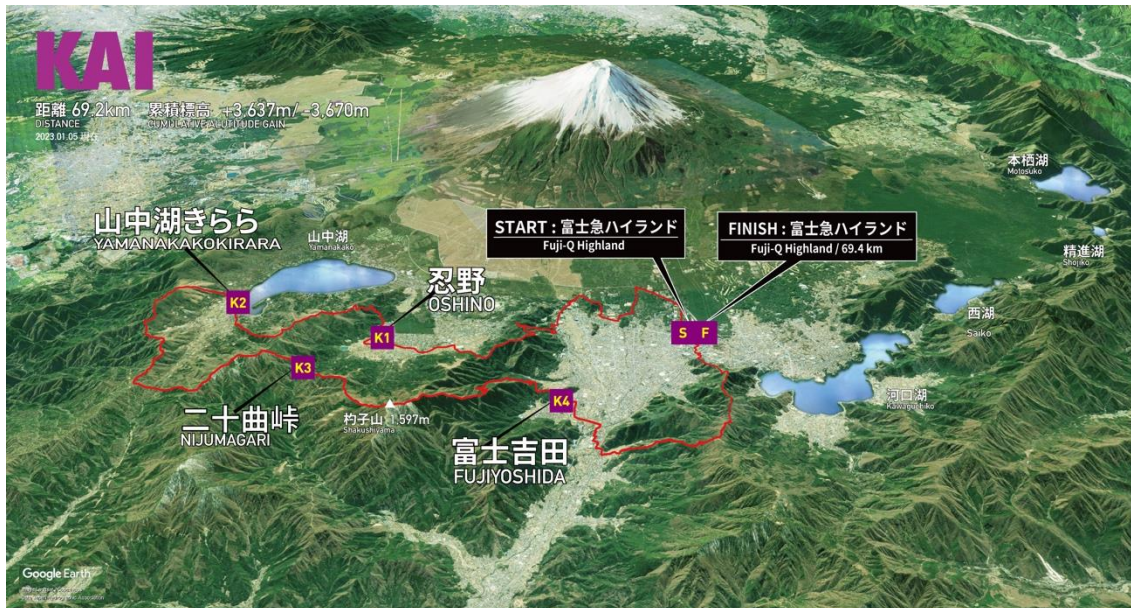 KAI
距離 69.2km 累積標高 +3,637m/ -3,670m
DISTANCE CUMULATIVE ALTITUDE GAIN
2023.01.05 現在
本栖湖
Motosuko
山中湖きらら
YAMANAKAKOKIRARA
山中湖
Yamanakako
START : 富士急ハイランド
Fuji-Q Highland
FINISH : 富士急ハイランド
Fuji-Q Highland / 69.4 km
精進湖
Shojiko
忍野
OSHINO
K2
K1
S F
西湖
Saiko
K3
K4
河口湖
Kawaguchiko
二十曲峠
NIJUMAGARI
杓子山 1,597m
Shakushiyama
富士吉田
FUJIYOSHIDA
Google Earth